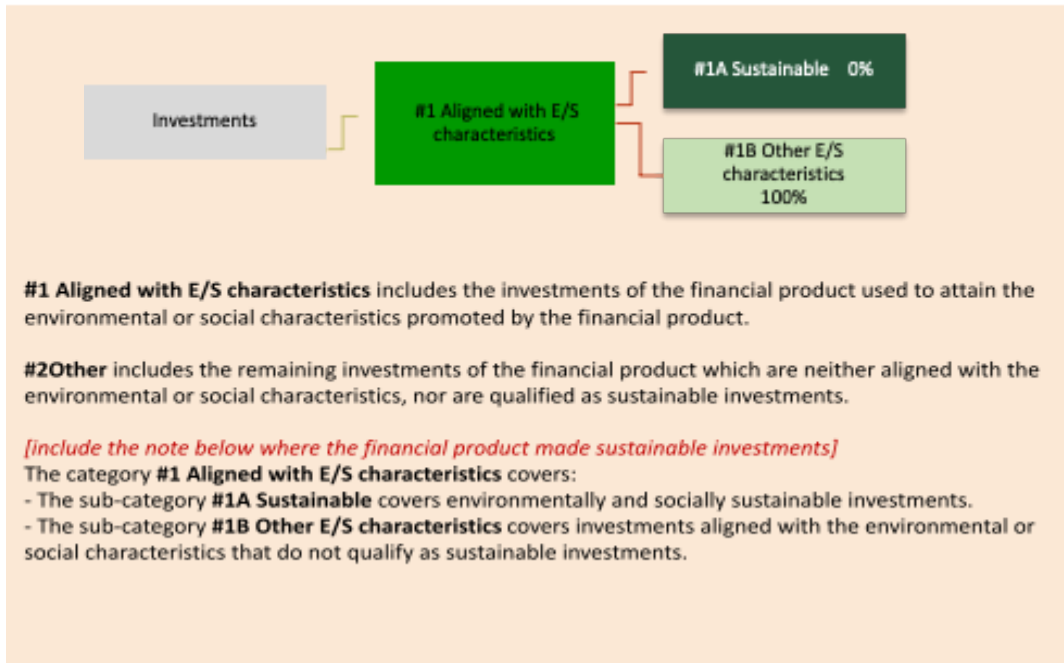 #1A Sustainable 0%
Investments
#1 Aligned with E/S
characteristics
#1B Other E/S
characteristics
100%
#1 Aligned with E/S characteristics includes the investments of the financial product used to attain the
environmental or social characteristics promoted by the financial product.
#2Other includes the remaining investments of the financial product which are neither aligned with the
environmental or social characteristics, nor are qualified as sustainable investments.
[include the note below where the financial product made sustainable investments]
The category #1 Aligned with E/S characteristics covers:
- The sub-category #1A Sustainable covers environmentally and socially sustainable investments.
- The sub-category #1B Other E/S characteristics covers investments aligned with the environmental or
social characteristics that do not qualify as sustainable investments.